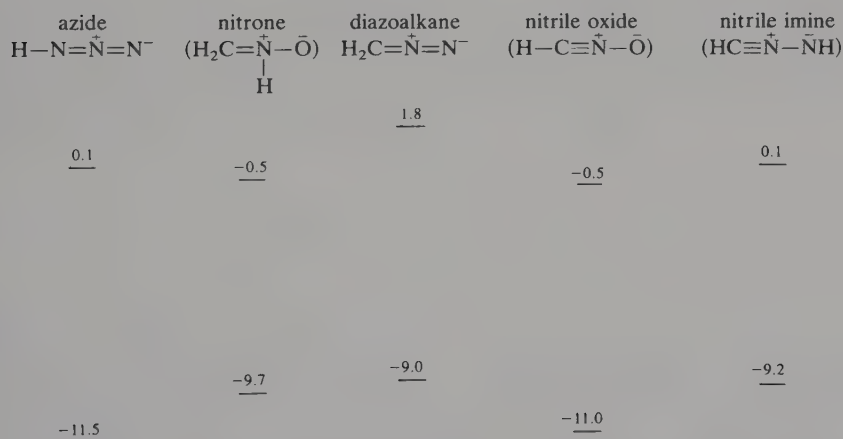 azide nitrone diazoalkane nitrile oxide nitrile imine
H—N=N⁺=N⁻ (H₂C=N⁺—Ō) H₂C=N⁺=N⁻ (H—C≡N⁺—Ō) (HC≡N⁺—N̄H)
H
1.8
0.1 −0.5 −0.5 0.1
−9.7 −9.0 −9.2
−11.5 −11.0